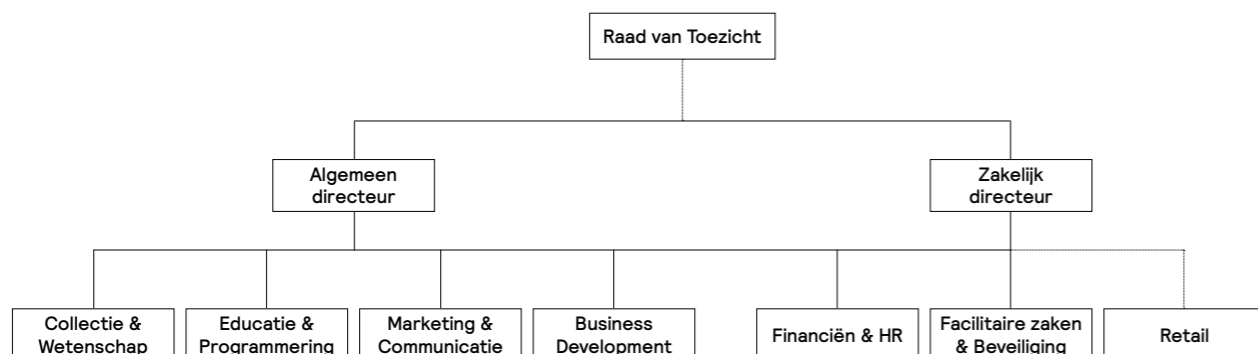 Raad van Toezicht
Algemeen
directeur
Zakelijk
directeur
Collectie &
Wetenschap
Educatie &
Programmering
Marketing &
Communicatie
Business
Development
Financiën & HR
Facilitaire zaken
& Beveiliging
Retail